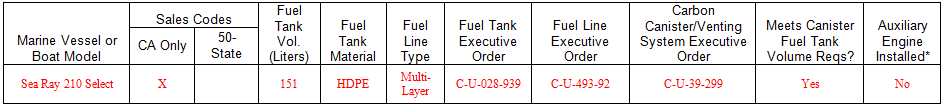 Marine Vessel or Boat Model
Sales Codes
CA Only
50-State
Fuel Tank Vol. (Liters)
Fuel Tank Material
Fuel Line Type
Fuel Tank Executive Order
Fuel Line Executive Order
Carbon Canister/Venting System Executive Order
Meets Canister Fuel Tank Volume Reqs?
Auxiliary Engine Installed*
Sea Ray 210 Select
X
151
HDPE
Multi-Layer
C-U-028-939
C-U-493-92
C-U-39-299
Yes
No